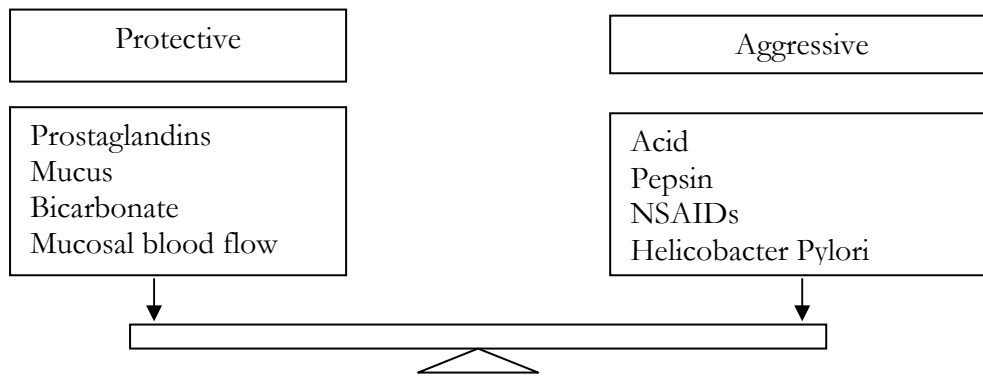 Protective
Aggressive
Prostaglandins
Mucus
Bicarbonate
Mucosal blood flow
Acid
Pepsin
NSAIDs
Helicobacter Pylori